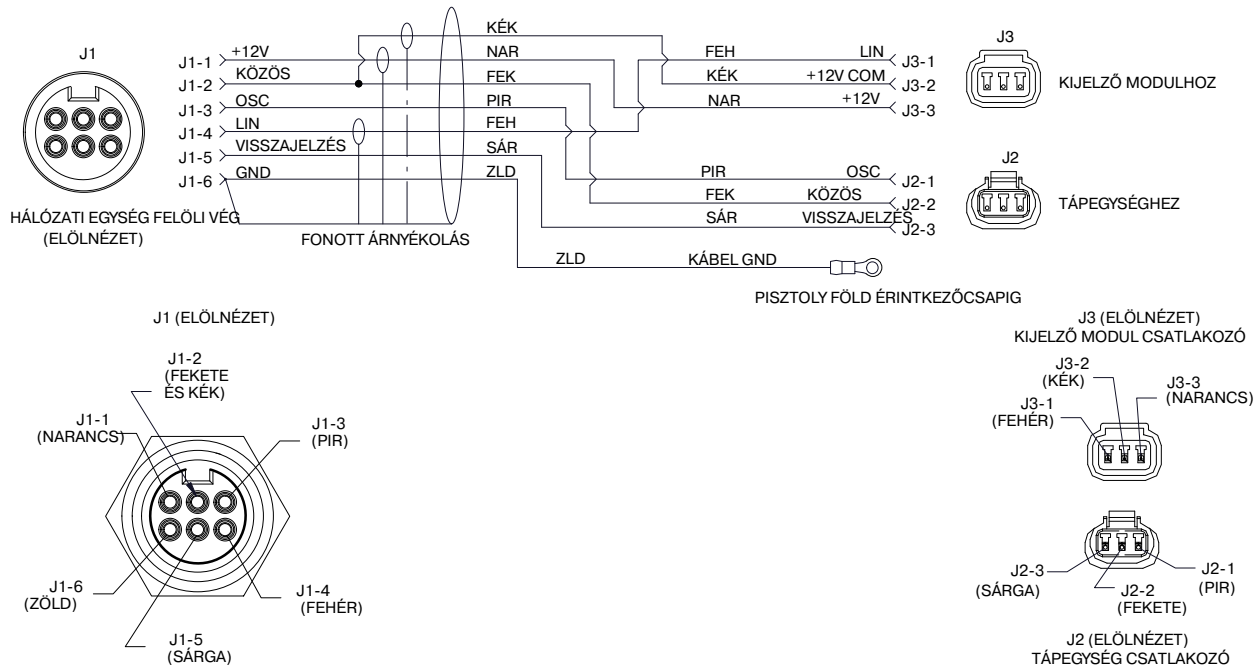 J1
J1-1
+12V
J1-2
KÖZÖS
J1-3
OSC
J1-4
LIN
J1-5
VISSZAJELZÉS
J1-6
GND
KÉK
NAR
FEK
PIR
FEH
SÁR
ZLD
FEH
LIN
J3-1
KÉK
+12V COM
J3-2
NAR
+12V
J3-3
J3
KIJELZŐ MODULHOZ
PIR
OSC
J2-1
FEK
KÖZÖS
J2-2
SÁR
VISSZAJELZÉS
J2-3
J2
TÁPEGYSÉGHEZ
HÁLÓZATI EGYSÉG FELÖLI VÉG
(ELÖLNÉZET)
FONOTT ÁRNYÉKOLÁS
ZLD
KÁBEL GND
PISZTOLY FÖLD ÉRINTKEZŐCSAPIG
J1 (ELÖLNÉZET)
J1-2
(FEKETE
ÉS KÉK)
J1-1
(NARANCS)
J1-3
(PIR)
J1-6
(ZÖLD)
J1-4
(FEHÉR)
J1-5
(SÁRGA)
J3 (ELÖLNÉZET)
KIJELZŐ MODUL CSATLAKOZÓ
J3-2
(KÉK)
J3-3
(NARANCS)
J3-1
(FEHÉR)
J2-3
(SÁRGA)
J2-1
(PIR)
J2-2
(FEKETE)
J2 (ELÖLNÉZET)
TÁPEGYSÉG CSATLAKOZÓ